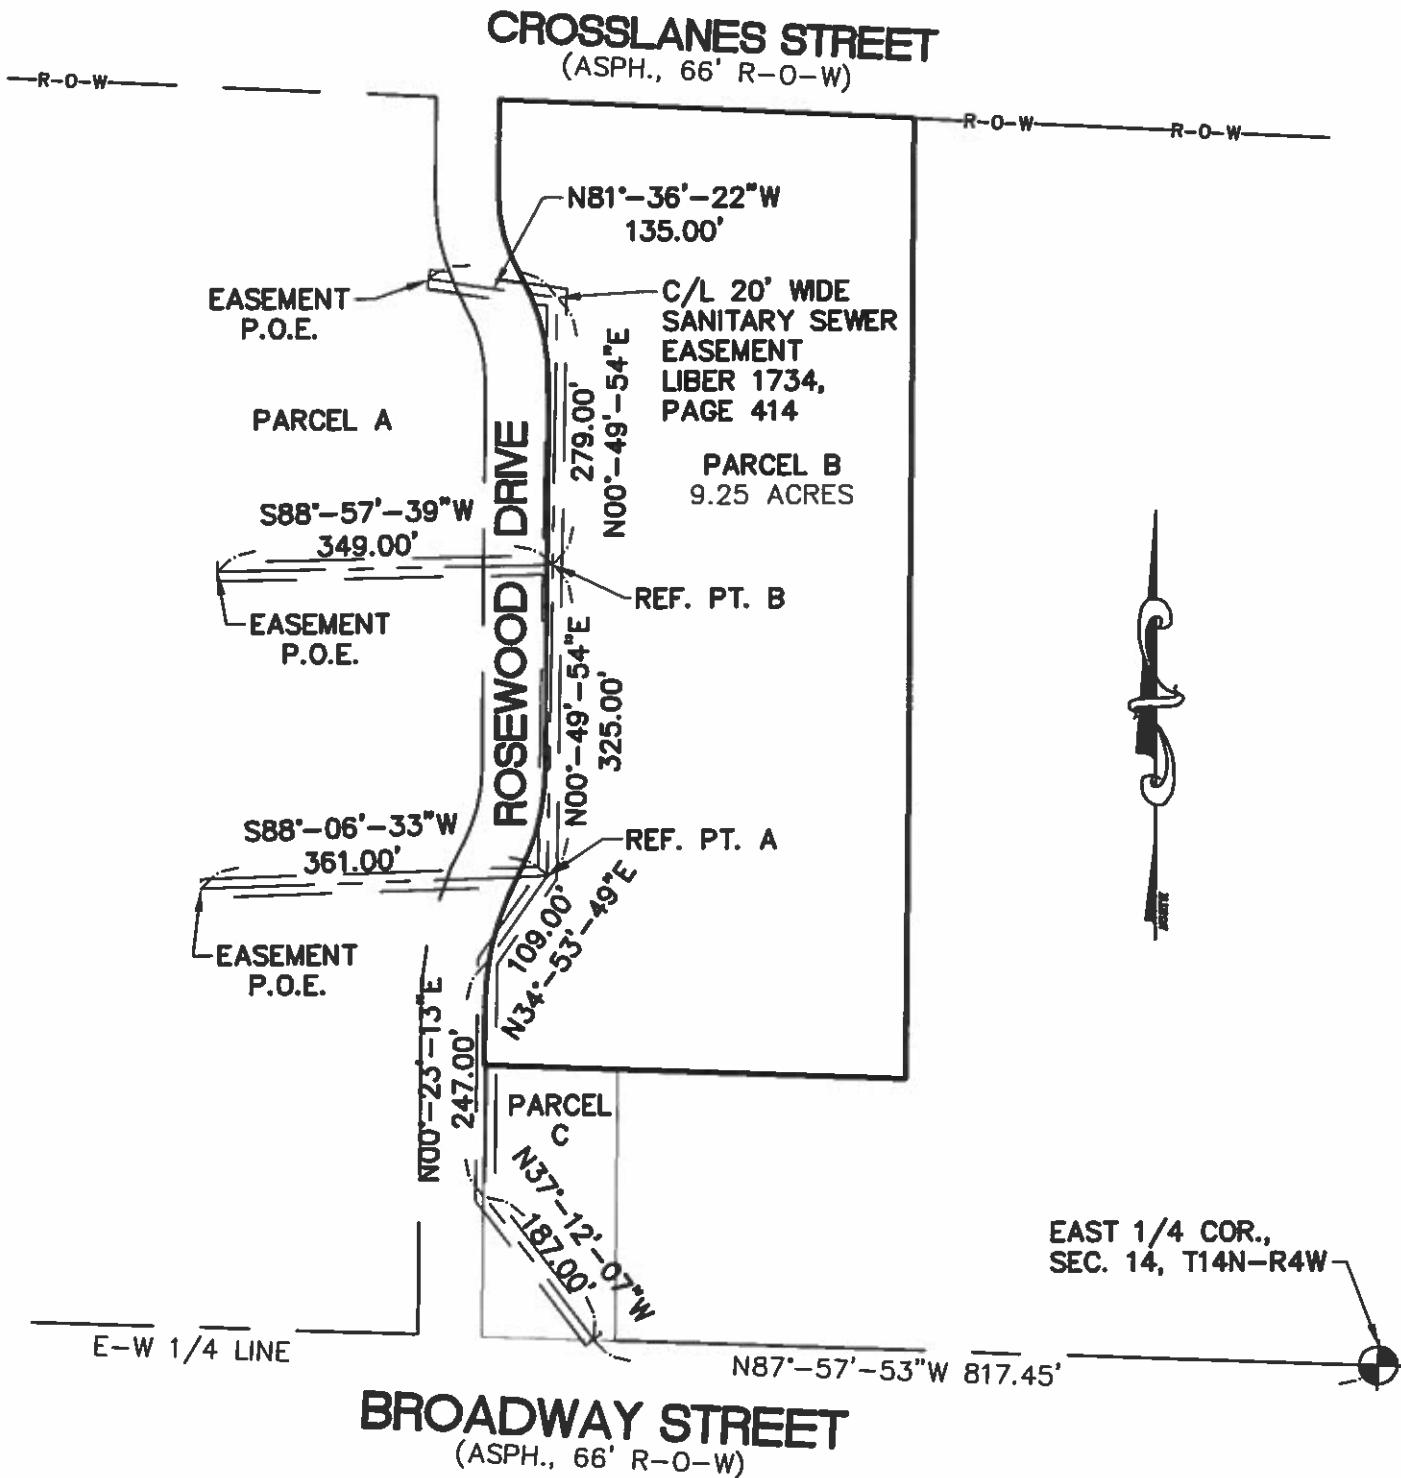 CROSSLANES STREET
(ASPH., 66' R-O-W)
R-O-W
R-O-W
R-O-W
N81°-36'-22"W
135.00'
EASEMENT
P.O.E.
C/L 20' WIDE
SANITARY SEWER
EASEMENT
LIBER 1734,
PAGE 414
279.00'
N00°-49'-54"E
PARCEL A
PARCEL B
9.25 ACRES
S88°-57'-39"W
349.00'
ROSEWOOD DRIVE
REF. PT. B
EASEMENT
P.O.E.
N00°-49'-54"E
325.00'
S88°-06'-33"W
361.00'
REF. PT. A
109.00'
N34°-53'-49"E
EASEMENT
P.O.E.
N00°-23'-13"E
247.00'
PARCEL
C
N37°-12'-07"W
187.00'
EAST 1/4 COR.,
SEC. 14, T14N-R4W
E-W 1/4 LINE
N87°-57'-53"W 817.45'
BROADWAY STREET
(ASPH., 66' R-O-W)